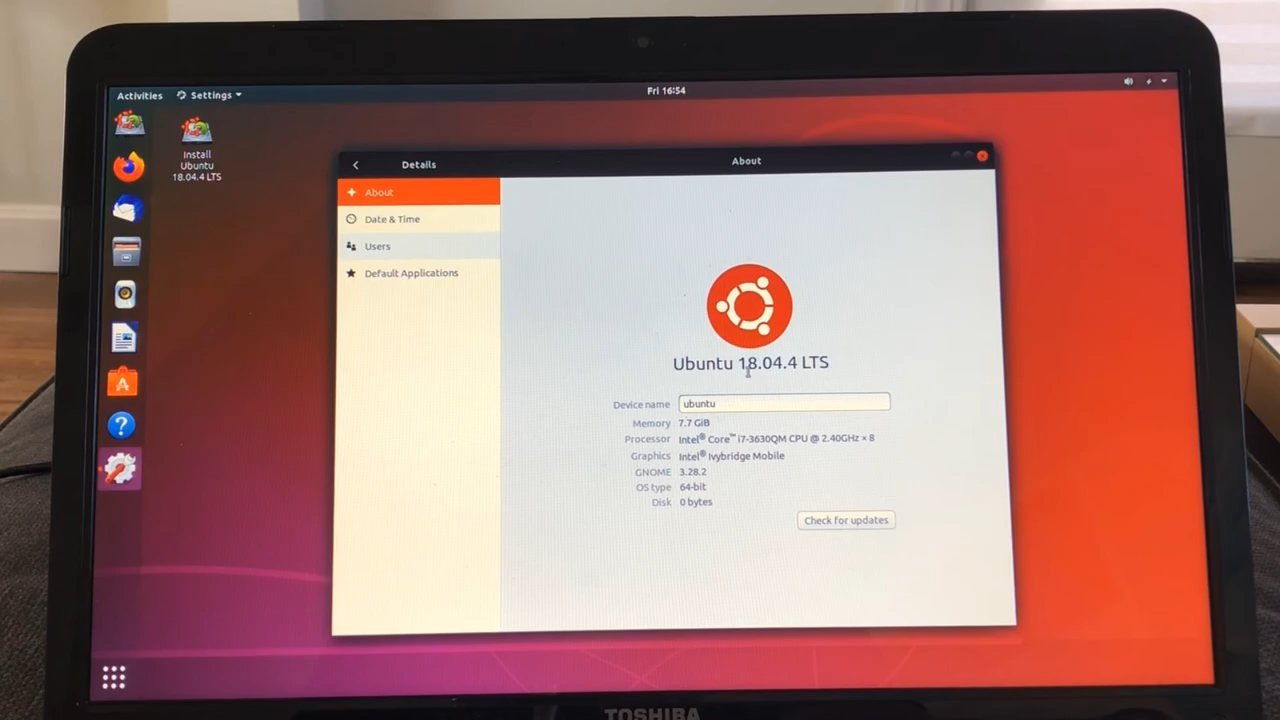 Activities
Settings
Fri 16:54
Install
Ubuntu
18.04.4 LTS
Details
About
About
Date & Time
Users
Default Applications
Ubuntu 18.04.4 LTS
Device name ubuntu
Memory 7.7 GiB
Processor Intel® Core™ i7-3630QM CPU @ 2.40GHz × 8
Graphics Intel® Ivybridge Mobile
GNOME 3.28.2
OS type 64-bit
Disk 0 bytes
Check for updates
TOSHIBA